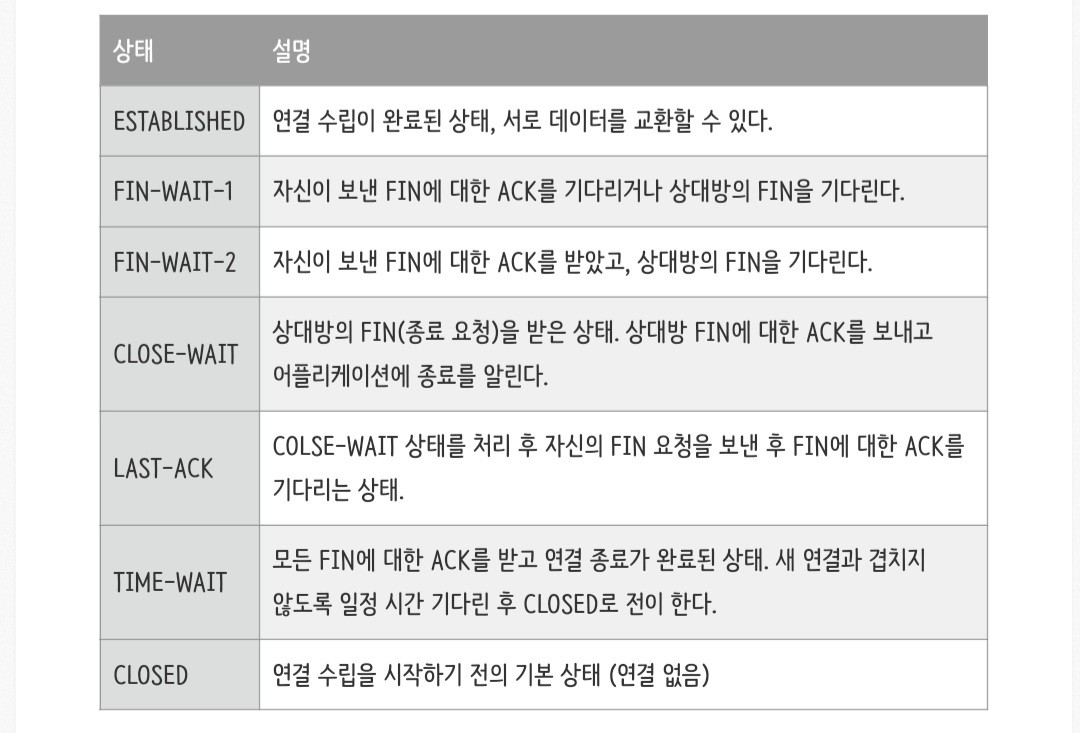 상태 설명
ESTABLISHED 연결 수립이 완료된 상태, 서로 데이터를 교환할 수 있다.
FIN-WAIT-1 자신이 보낸 FIN에 대한 ACK를 기다리거나 상대방의 FIN을 기다린다.
FIN-WAIT-2 자신이 보낸 FIN에 대한 ACK를 받았고, 상대방의 FIN을 기다린다.
CLOSE-WAIT 상대방의 FIN(종료 요청)을 받은 상태. 상대방 FIN에 대한 ACK를 보내고
어플리케이션에 종료를 알린다.
LAST-ACK COLSE-WAIT 상태를 처리 후 자신의 FIN 요청을 보낸 후 FIN에 대한 ACK를
기다리는 상태.
TIME-WAIT 모든 FIN에 대한 ACK를 받고 연결 종료가 완료된 상태. 새 연결과 겹치지
않도록 일정 시간 기다린 후 CLOSED로 전이 한다.
CLOSED 연결 수립을 시작하기 전의 기본 상태 (연결 없음)